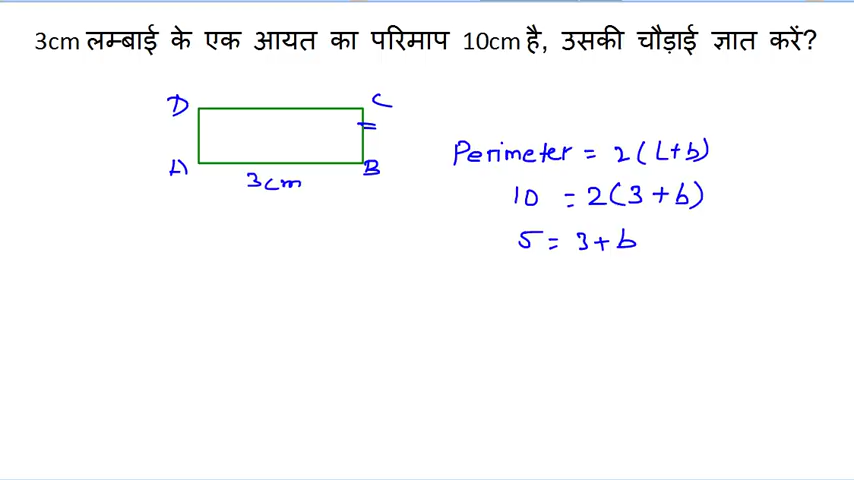 3cm लम्बाई के एक आयत का परिमाप 10cm है, उसकी चौड़ाई ज्ञात करें?
D C
A B
3cm
Perimeter = 2(L+b)
10 = 2(3+b)
5 = 3+b